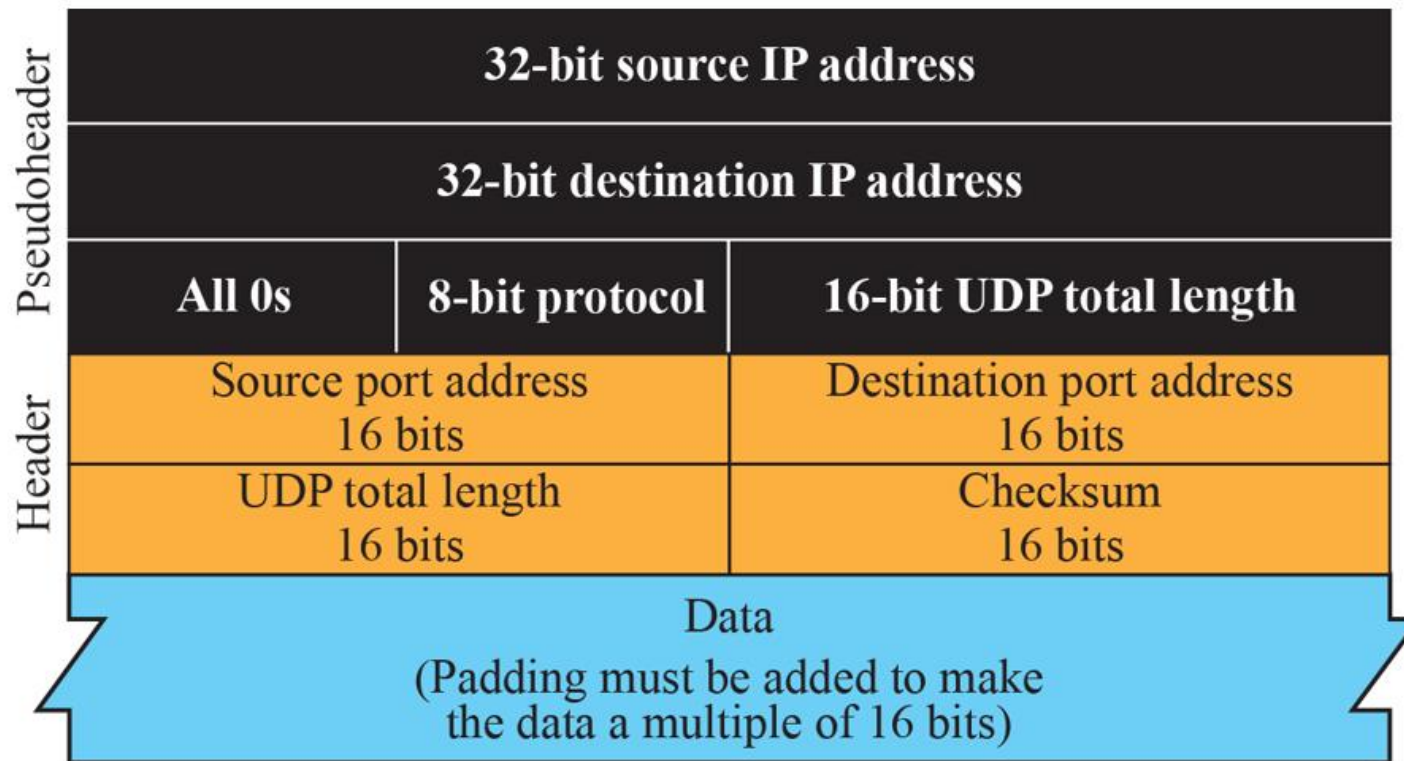 Pseudoheader
32-bit source IP address
32-bit destination IP address
All 0s
8-bit protocol
16-bit UDP total length
Header
Source port address
16 bits
Destination port address
16 bits
UDP total length
16 bits
Checksum
16 bits
Data
(Padding must be added to make
the data a multiple of 16 bits)